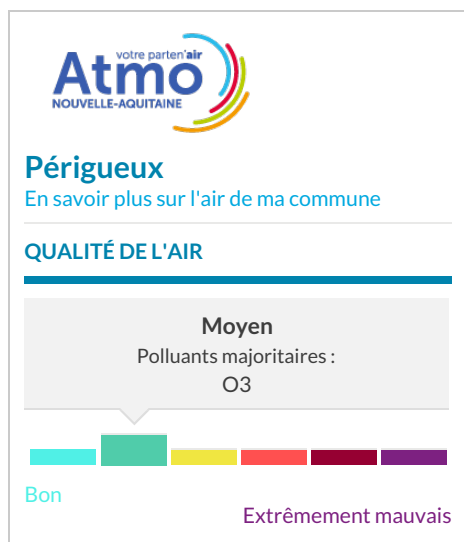 votre parten'air
Atmo
NOUVELLE-AQUITAINE
Périgueux
En savoir plus sur l'air de ma commune
QUALITÉ DE L'AIR
Moyen
Polluants majoritaires :
O3
Bon
Extrêmement mauvais